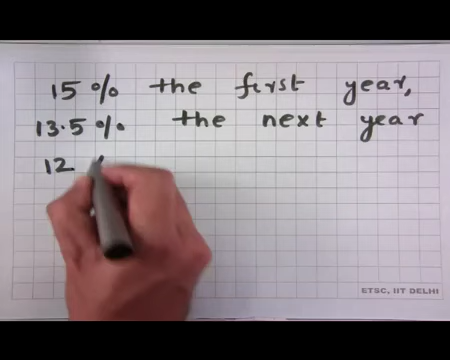 15 % the first year,
13.5 % the next year
12 %
ETSC, IIT DELHI